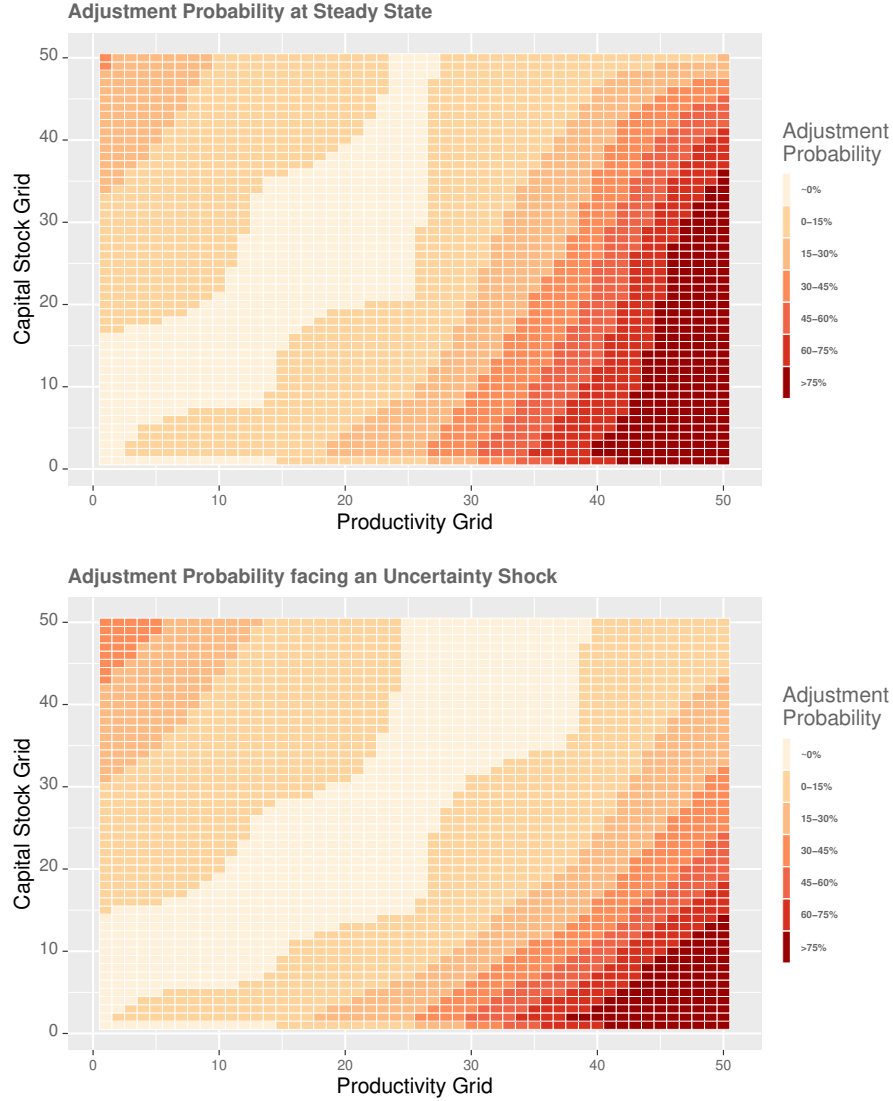 Adjustment Probability at Steady State
50
40
30
20
10
0
Capital Stock Grid
0 10 20 30 40 50
Productivity Grid
Adjustment
Probability
~0%
0–15%
15–30%
30–45%
45–60%
60–75%
>75%
Adjustment Probability facing an Uncertainty Shock
50
40
30
20
10
0
Capital Stock Grid
0 10 20 30 40 50
Productivity Grid
Adjustment
Probability
~0%
0–15%
15–30%
30–45%
45–60%
60–75%
>75%